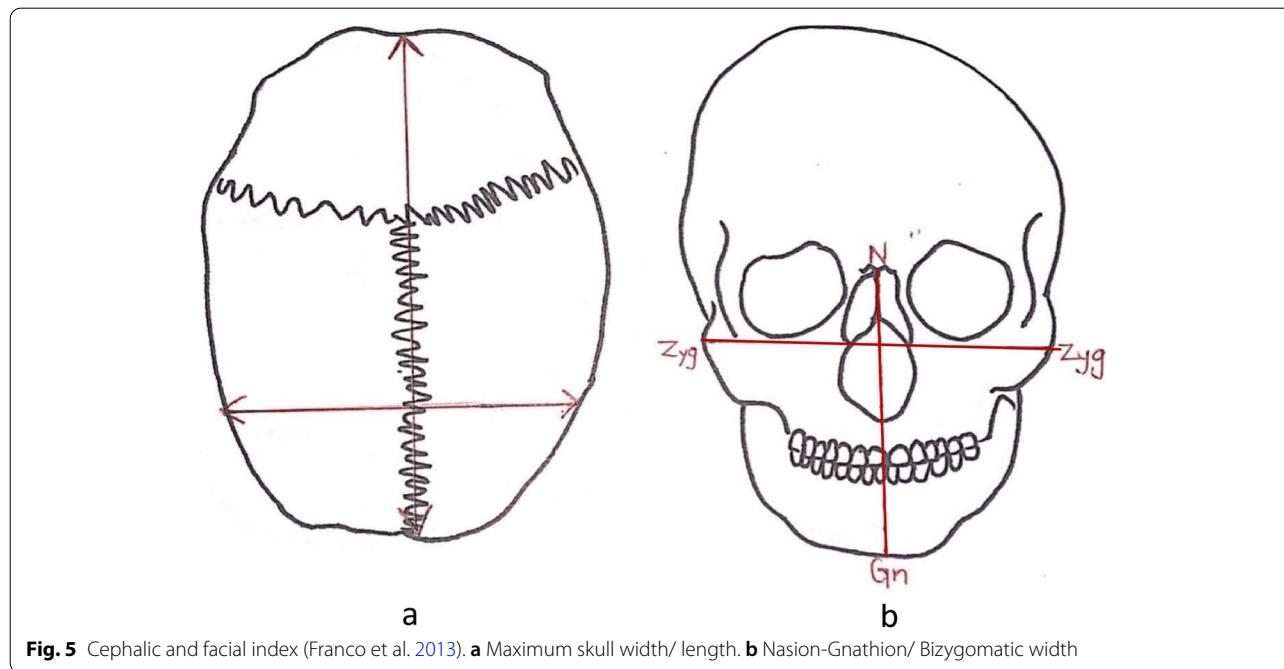 N
Zyg
Zyg
Gn
a
b
Fig. 5 Cephalic and facial index (Franco et al. 2013). a Maximum skull width/ length. b Nasion-Gnathion/ Bizygomatic width